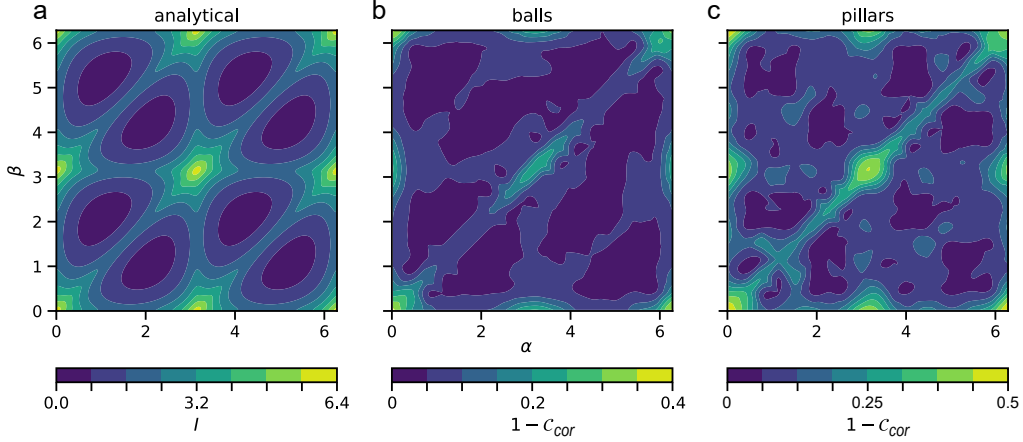 a analytical
b balls
c pillars
β
6
5
4
3
2
1
0
0 2 4 6
0 2 4 6
0 2 4 6
α
0.0 3.2 6.4
0 0.2 0.4
0 0.25 0.5
I
1 − C_cor
1 − C_cor